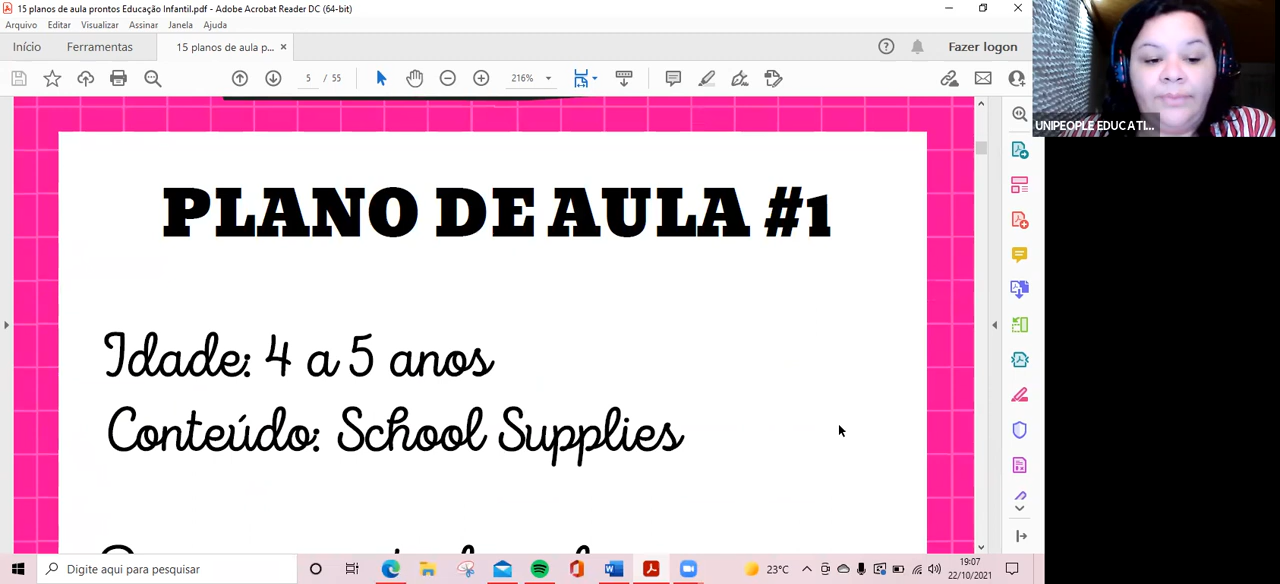 15 planos de aula prontos Educação Infantil.pdf - Adobe Acrobat Reader DC (64-bit)
Arquivo Editar Visualizar Assinar Janela Ajuda
Início Ferramentas 15 planos de aula p... Fazer logon
5 / 55 216%
UNIPEOPLE EDUCATI...
PLANO DE AULA #1
Idade: 4 a 5 anos
Conteúdo: School Supplies
Digite aqui para pesquisar
23°C
19:07
22/10/2021